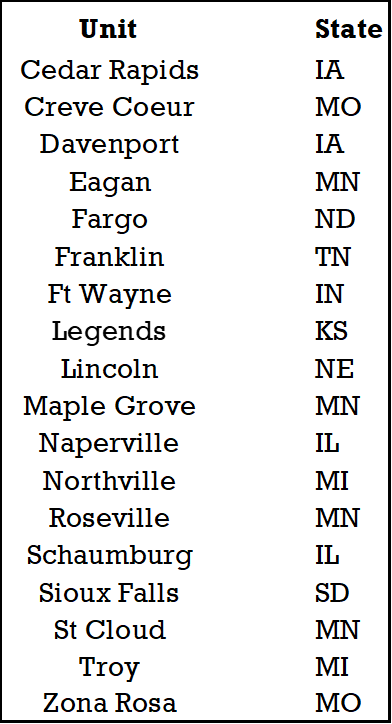 Unit State
Cedar Rapids IA
Creve Coeur MO
Davenport IA
Eagan MN
Fargo ND
Franklin TN
Ft Wayne IN
Legends KS
Lincoln NE
Maple Grove MN
Naperville IL
Northville MI
Roseville MN
Schaumburg IL
Sioux Falls SD
St Cloud MN
Troy MI
Zona Rosa MO